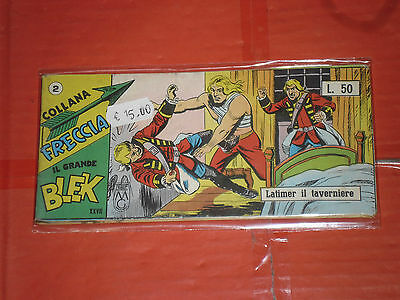 2
COLLANA
FRECCIA
IL GRANDE
BLEK
XXVII
€ 15,00
L. 50
Latimer il taverniere